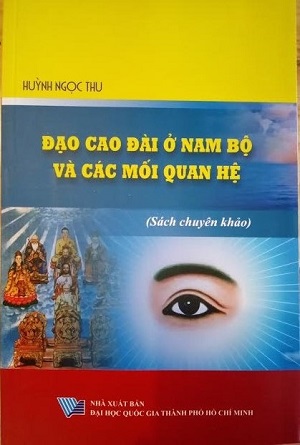 HUỲNH NGỌC THU
ĐẠO CAO ĐÀI Ở NAM BỘ
VÀ CÁC MỐI QUAN HỆ
(Sách chuyên khảo)
NHÀ XUẤT BẢN
ĐẠI HỌC QUỐC GIA THÀNH PHỐ HỒ CHÍ MINH